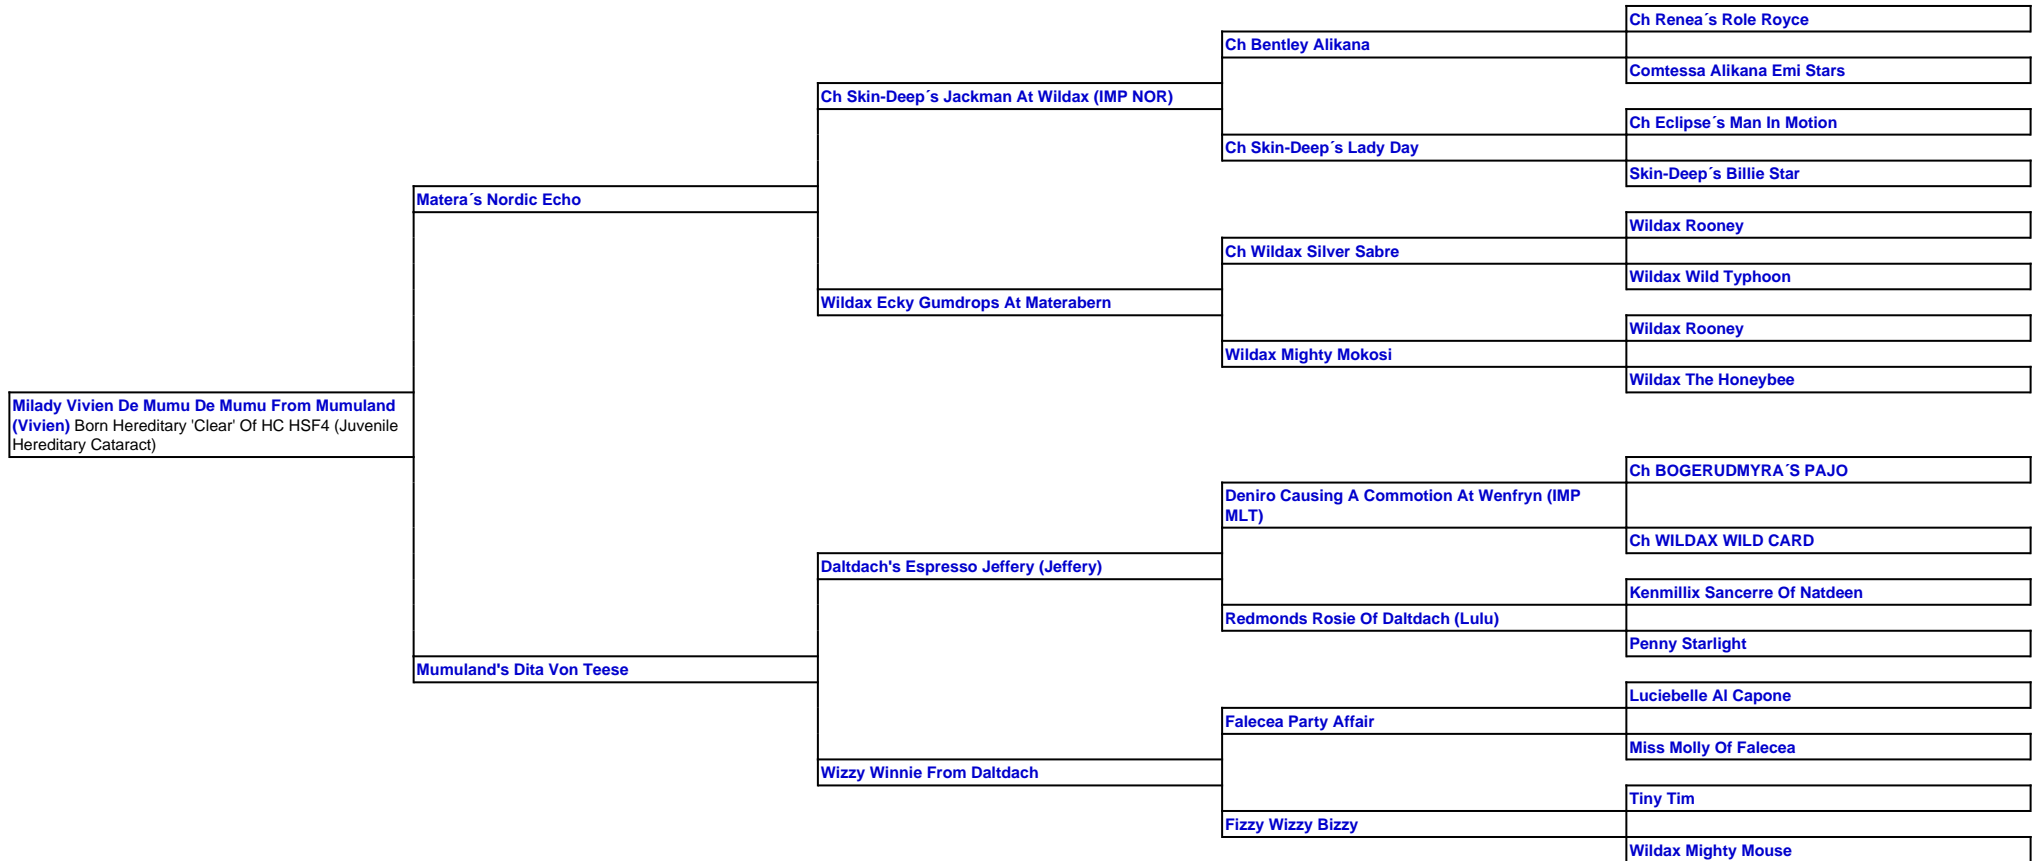 Ch Renea´s Role Royce
Ch Bentley Alikana
Comtessa Alikana Emi Stars
Ch Skin-Deep´s Jackman At Wildax (IMP NOR)
Ch Eclipse´s Man In Motion
Ch Skin-Deep´s Lady Day
Skin-Deep´s Billie Star
Matera´s Nordic Echo
Wildax Rooney
Ch Wildax Silver Sabre
Wildax Wild Typhoon
Wildax Ecky Gumdrops At Materabern
Wildax Rooney
Wildax Mighty Mokosi
Wildax The Honeybee
Milady Vivien De Mumu De Mumu From Mumuland
(Vivien) Born Hereditary 'Clear' Of HC HSF4 (Juvenile
Hereditary Cataract)
Ch BOGERUDMYRA´S PAJO
Deniro Causing A Commotion At Wenfryn (IMP
MLT)
Ch WILDAX WILD CARD
Daltdach's Espresso Jeffery (Jeffery)
Kenmillix Sancerre Of Natdeen
Redmonds Rosie Of Daltdach (Lulu)
Penny Starlight
Mumuland's Dita Von Teese
Luciebelle Al Capone
Falecea Party Affair
Miss Molly Of Falecea
Wizzy Winnie From Daltdach
Tiny Tim
Fizzy Wizzy Bizzy
Wildax Mighty Mouse